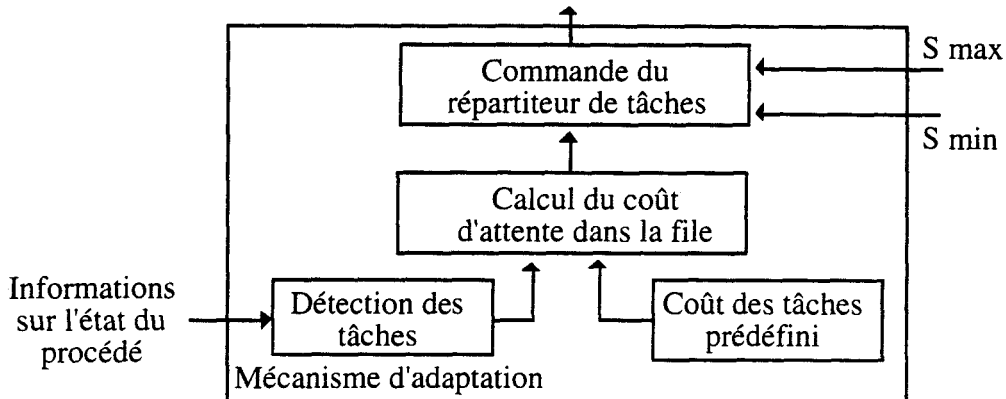 Commande du
répartiteur de tâches
S max
S min
Calcul du coût
d'attente dans la file
Informations
sur l'état du
procédé
Détection des
tâches
Coût des tâches
prédéfini
Mécanisme d'adaptation